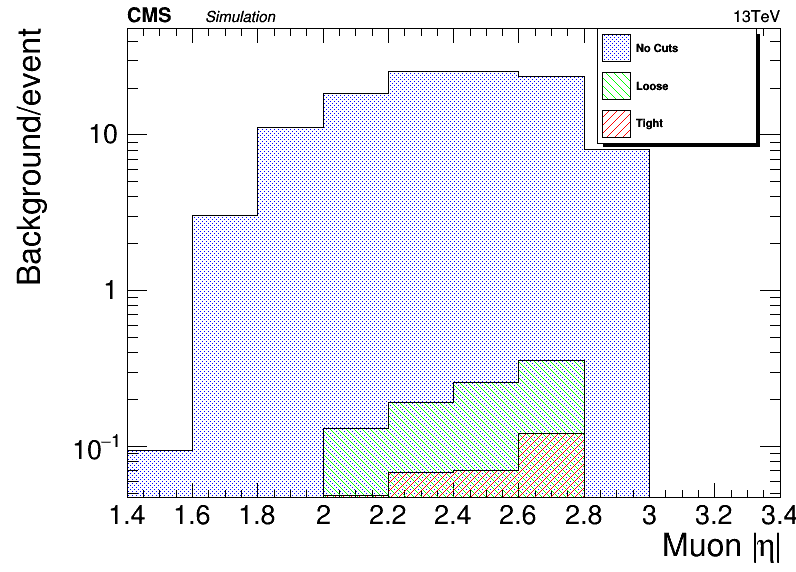 CMS Simulation 13TeV
No Cuts
Loose
Tight
Background/event
10
1
10⁻¹
1.4 1.6 1.8 2 2.2 2.4 2.6 2.8 3 3.2 3.4
Muon |η|